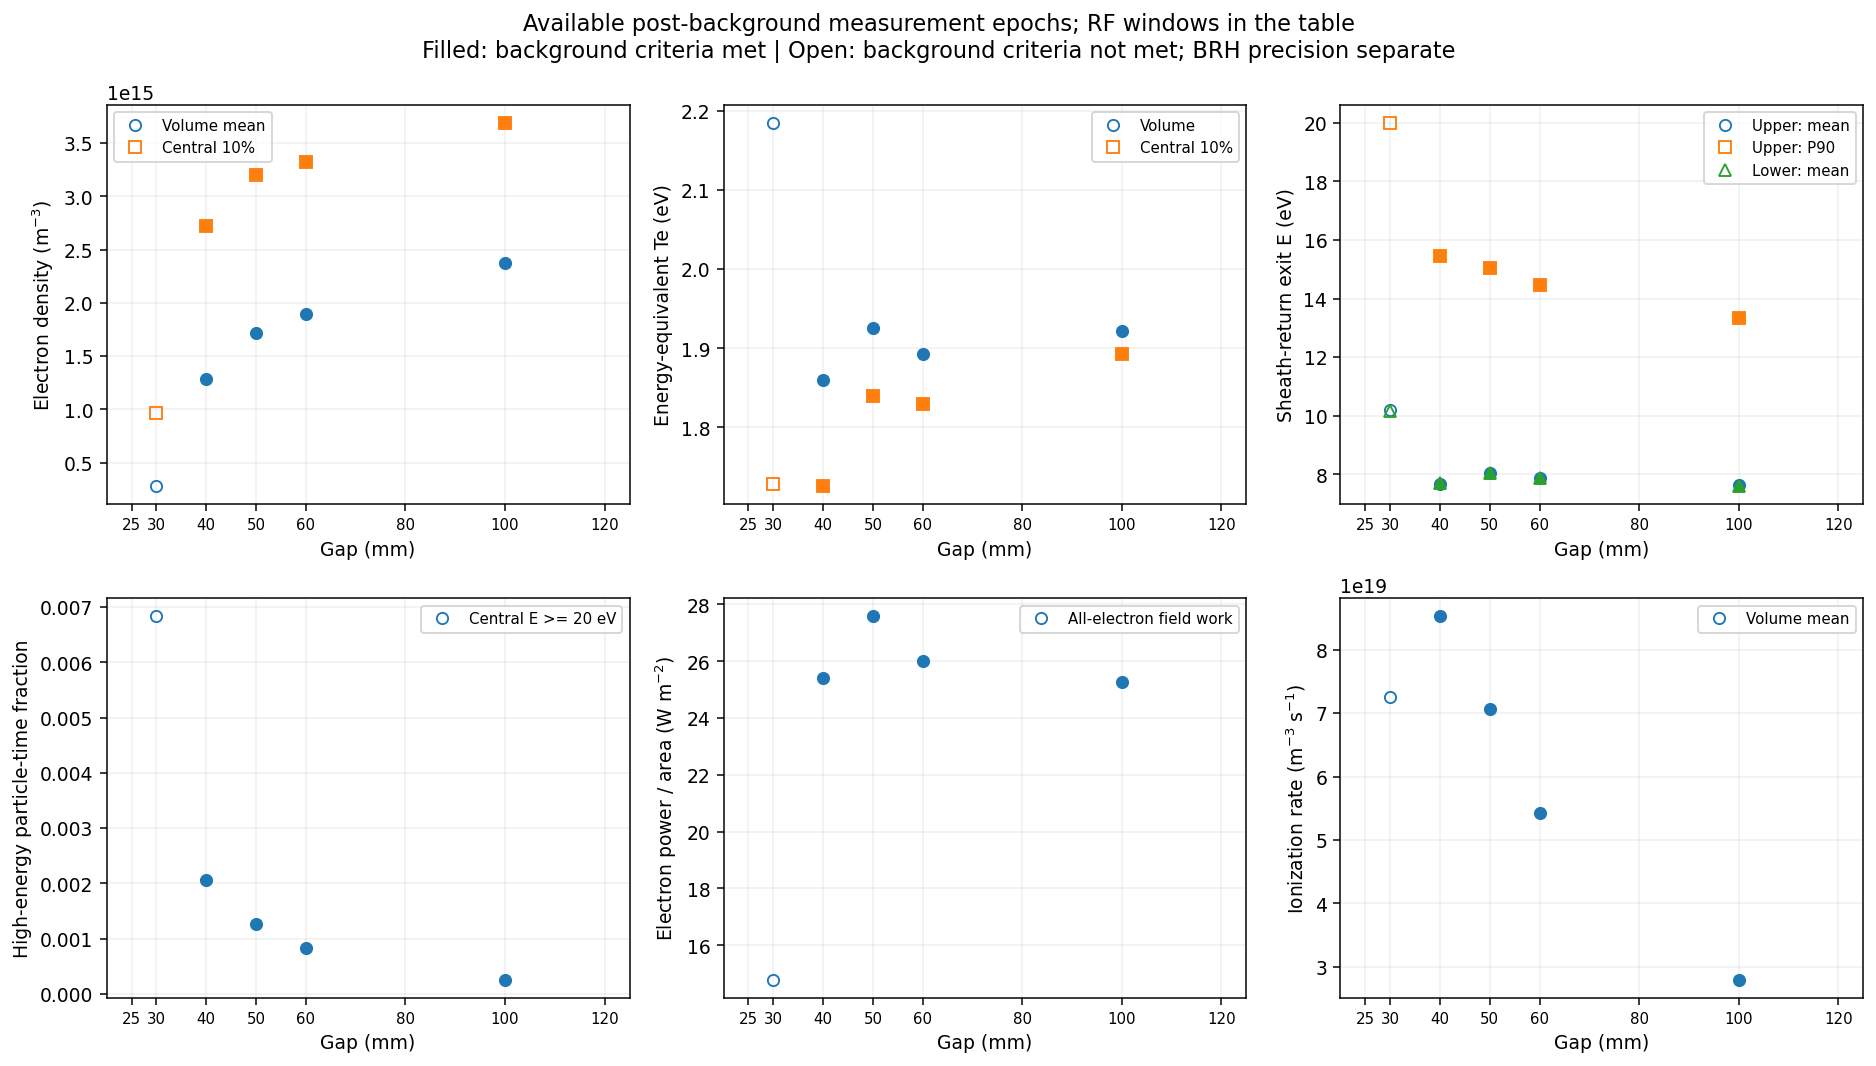 Available post-background measurement epochs; RF windows in the table
Filled: background criteria met | Open: background criteria not met; BRH precision separate
1e15
Volume mean
Central 10%
3.5
3.0
2.5
2.0
1.5
1.0
0.5
Electron density (m⁻³)
25 30 40 50 60 80 100 120
Gap (mm)
Volume
Central 10%
2.2
2.1
2.0
1.9
1.8
Energy-equivalent Te (eV)
25 30 40 50 60 80 100 120
Gap (mm)
Upper: mean
Upper: P90
Lower: mean
20
18
16
14
12
10
8
Sheath-return exit E (eV)
25 30 40 50 60 80 100 120
Gap (mm)
Central E >= 20 eV
0.007
0.006
0.005
0.004
0.003
0.002
0.001
0.000
High-energy particle-time fraction
25 30 40 50 60 80 100 120
Gap (mm)
All-electron field work
28
26
24
22
20
18
16
Electron power / area (W m⁻²)
25 30 40 50 60 80 100 120
Gap (mm)
1e19
Volume mean
8
7
6
5
4
3
Ionization rate (m⁻³ s⁻¹)
25 30 40 50 60 80 100 120
Gap (mm)